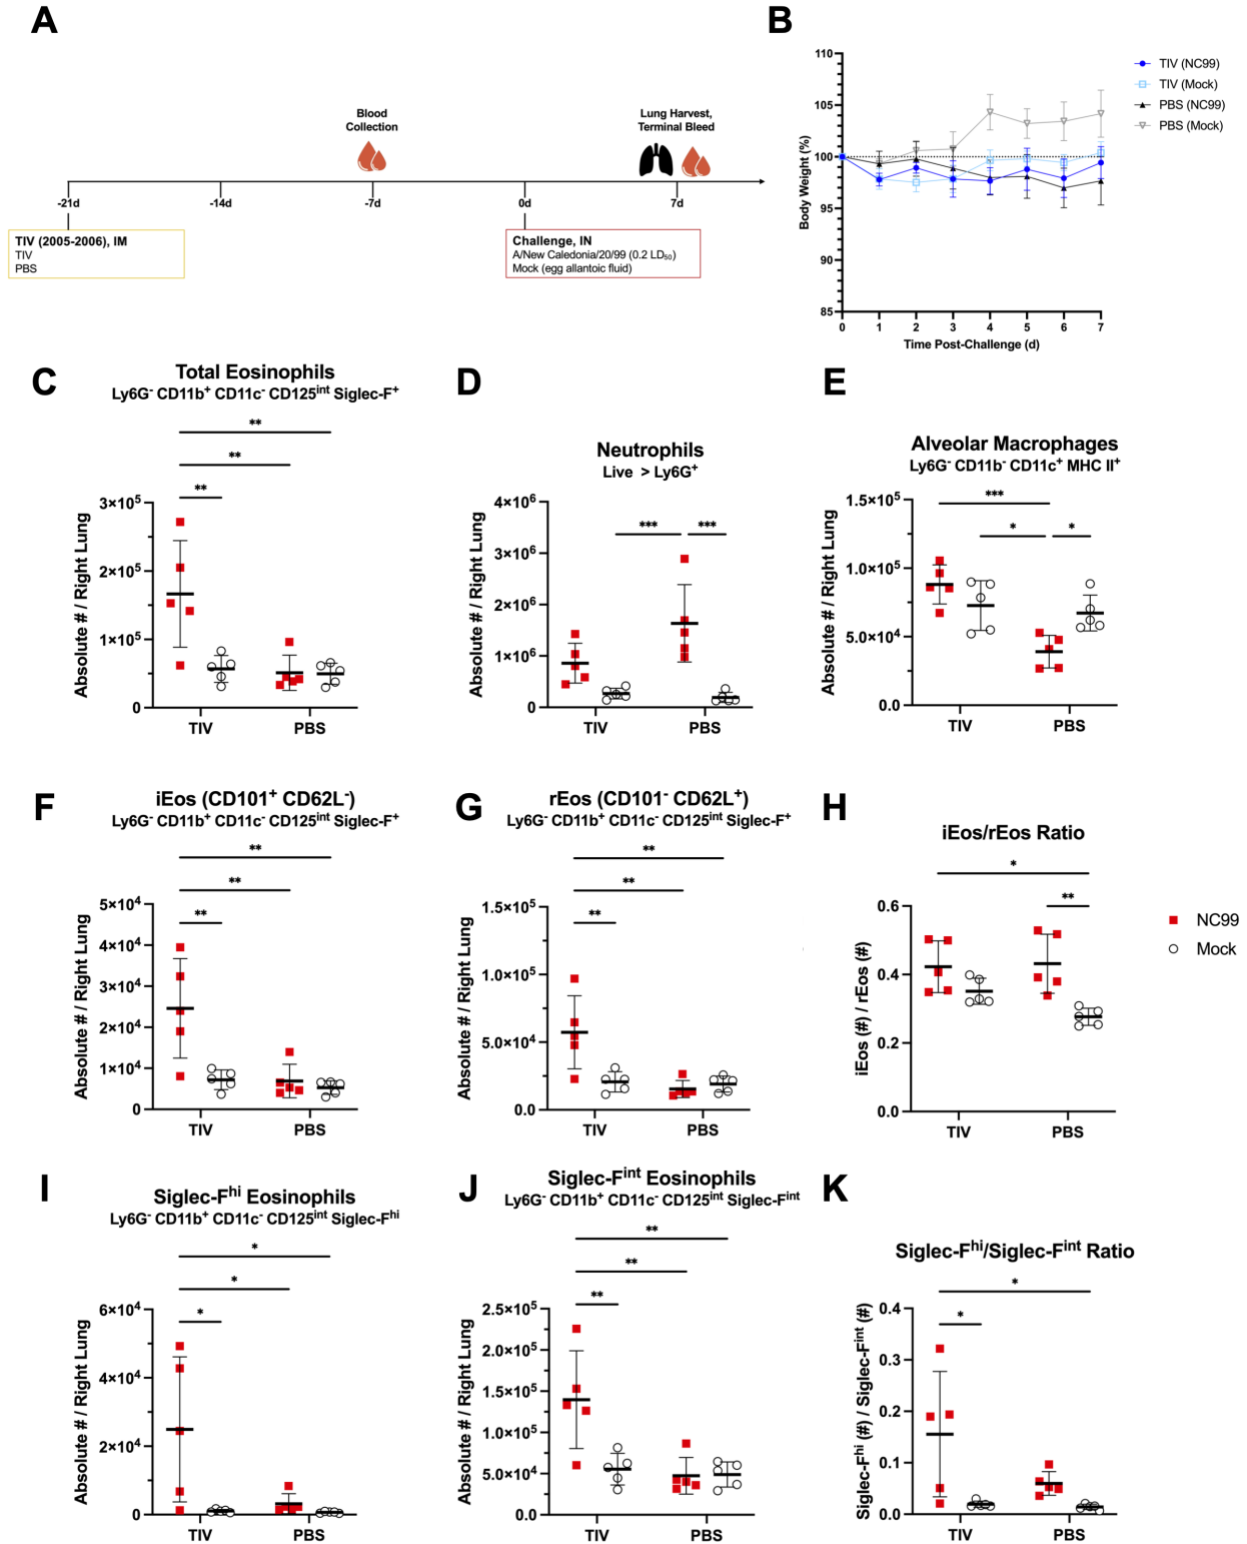 A
Blood
Collection
Lung Harvest,
Terminal Bleed
-21d
-14d
-7d
0d
7d
TIV (2005-2006), IM
TIV
PBS
Challenge, IN
A/New Caledonia/20/99 (0.2 LD₅₀)
Mock (egg allantoic fluid)
B
110
105
100
95
90
85
Body Weight (%)
0 1 2 3 4 5 6 7
Time Post-Challenge (d)
TIV (NC99)
TIV (Mock)
PBS (NC99)
PBS (Mock)
C
Total Eosinophils
Ly6G⁻ CD11b⁺ CD11c⁻ CD125ⁱⁿᵗ Siglec-F⁺
**
**
**
3×10⁵
2×10⁵
1×10⁵
0
Absolute # / Right Lung
TIV PBS
D
Neutrophils
Live > Ly6G⁺
*** ***
4×10⁶
3×10⁶
2×10⁶
1×10⁶
0
Absolute # / Right Lung
TIV PBS
E
Alveolar Macrophages
Ly6G⁻ CD11b⁻ CD11c⁺ MHC II⁺
***
* *
1.5×10⁵
1.0×10⁵
5.0×10⁴
0.0
Absolute # / Right Lung
TIV PBS
F
iEos (CD101⁺ CD62L⁻)
Ly6G⁻ CD11b⁺ CD11c⁻ CD125ⁱⁿᵗ Siglec-F⁺
**
**
**
5×10⁴
4×10⁴
3×10⁴
2×10⁴
1×10⁴
0
Absolute # / Right Lung
TIV PBS
G
rEos (CD101⁻ CD62L⁺)
Ly6G⁻ CD11b⁺ CD11c⁻ CD125ⁱⁿᵗ Siglec-F⁺
**
**
**
1.5×10⁵
1.0×10⁵
5.0×10⁴
0.0
Absolute # / Right Lung
TIV PBS
H
iEos/rEos Ratio
*
**
0.6
0.4
0.2
0.0
iEos (#) / rEos (#)
TIV PBS
NC99
Mock
I
Siglec-Fʰⁱ Eosinophils
Ly6G⁻ CD11b⁺ CD11c⁻ CD125ⁱⁿᵗ Siglec-Fʰⁱ
*
*
*
6×10⁴
4×10⁴
2×10⁴
0
Absolute # / Right Lung
TIV PBS
J
Siglec-Fⁱⁿᵗ Eosinophils
Ly6G⁻ CD11b⁺ CD11c⁻ CD125ⁱⁿᵗ Siglec-Fⁱⁿᵗ
**
**
**
2.5×10⁵
2.0×10⁵
1.5×10⁵
1.0×10⁵
5.0×10⁴
0.0
Absolute # / Right Lung
TIV PBS
K
Siglec-Fʰⁱ/Siglec-Fⁱⁿᵗ Ratio
*
*
0.4
0.3
0.2
0.1
0.0
Siglec-Fʰⁱ (#) / Siglec-Fⁱⁿᵗ (#)
TIV PBS